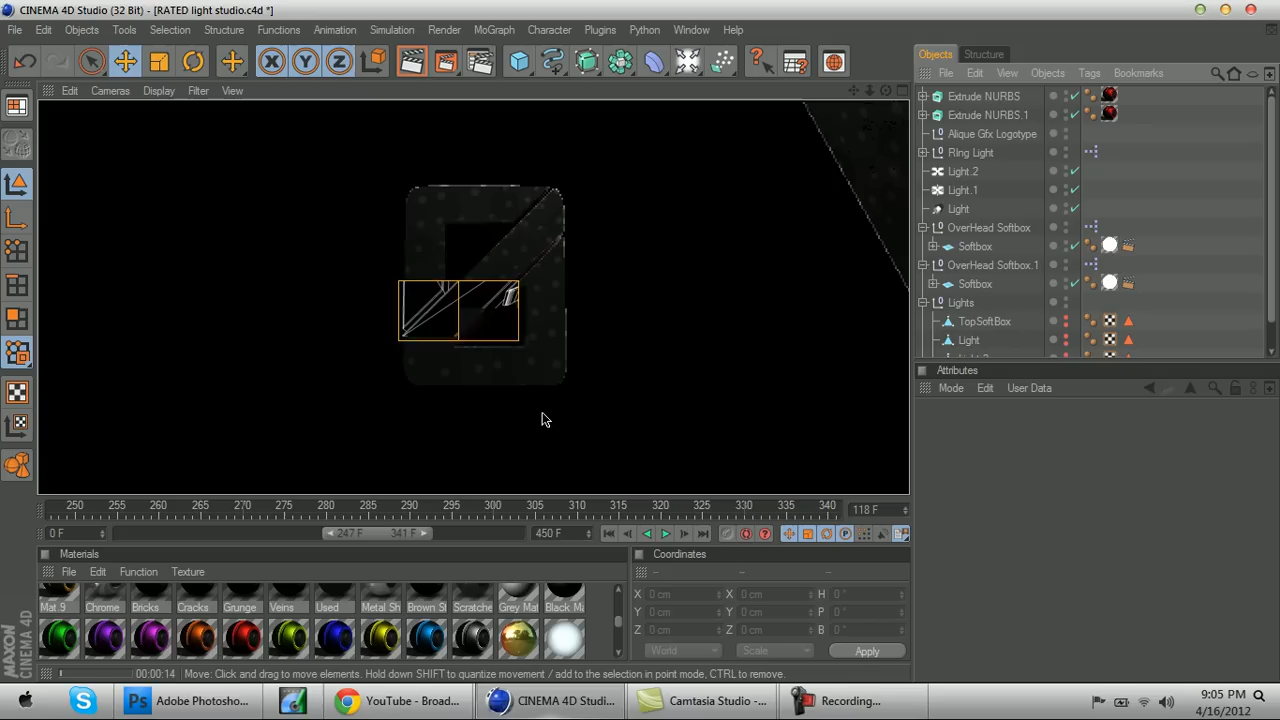 CINEMA 4D Studio (32 Bit) - [RATED light studio.c4d *]
File Edit Objects Tools Selection Structure Functions Animation Simulation Render MoGraph Character Plugins Python Window Help
Objects Structure
File Edit View Objects Tags Bookmarks
Edit Cameras Display Filter View
Extrude NURBS
Extrude NURBS.1
Alique Gfx Logotype
RIng Light
Light.2
Light.1
Light
OverHead Softbox
Softbox
OverHead Softbox.1
Softbox
Lights
TopSoftBox
Light
Attributes
Mode Edit User Data
250 255 260 265 270 275 280 285 290 295 300 305 310 315 320 325 330 335 340 118 F
0 F 247 F 341 F 450 F
Materials
File Edit Function Texture
Mat.9 Chrome Bricks Cracks Grunge Veins Used Metal Sh Brown St Scratche Grey Mat Black Ma
Coordinates
-- -- --
X 0 cm X 0 cm H 0 °
Y 0 cm Y 0 cm P 0 °
Z 0 cm Z 0 cm B 0 °
World Scale Apply
MAXON CINEMA 4D
00:00:14 Move: Click and drag to move elements. Hold down SHIFT to quantize movement / add to the selection in point mode, CTRL to remove.
Adobe Photosho... YouTube - Broad... CINEMA 4D Studi... Camtasia Studio -... Recording...
9:05 PM
4/16/2012